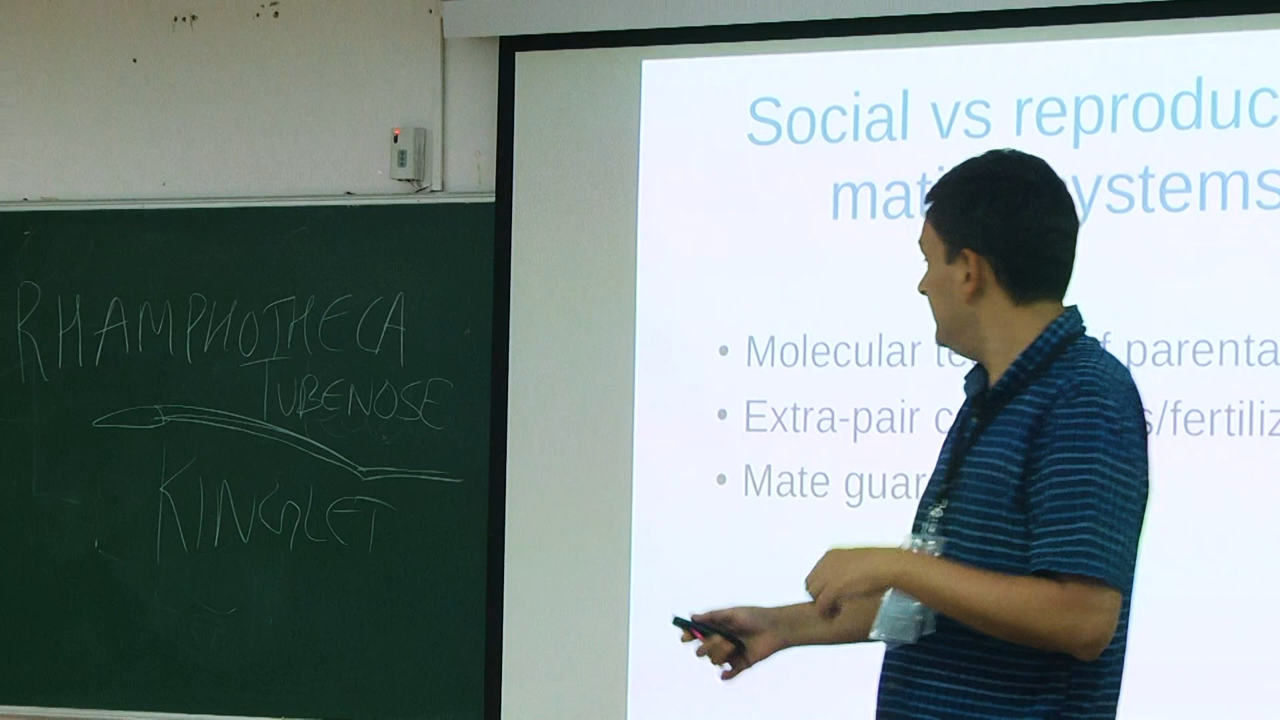 RHAMPHOTHECA
TUBENOSE
KINGLET
Social vs reproduc
mati ystems
• Molecular te f parenta
• Extra-pair c s/fertiliz
• Mate guar